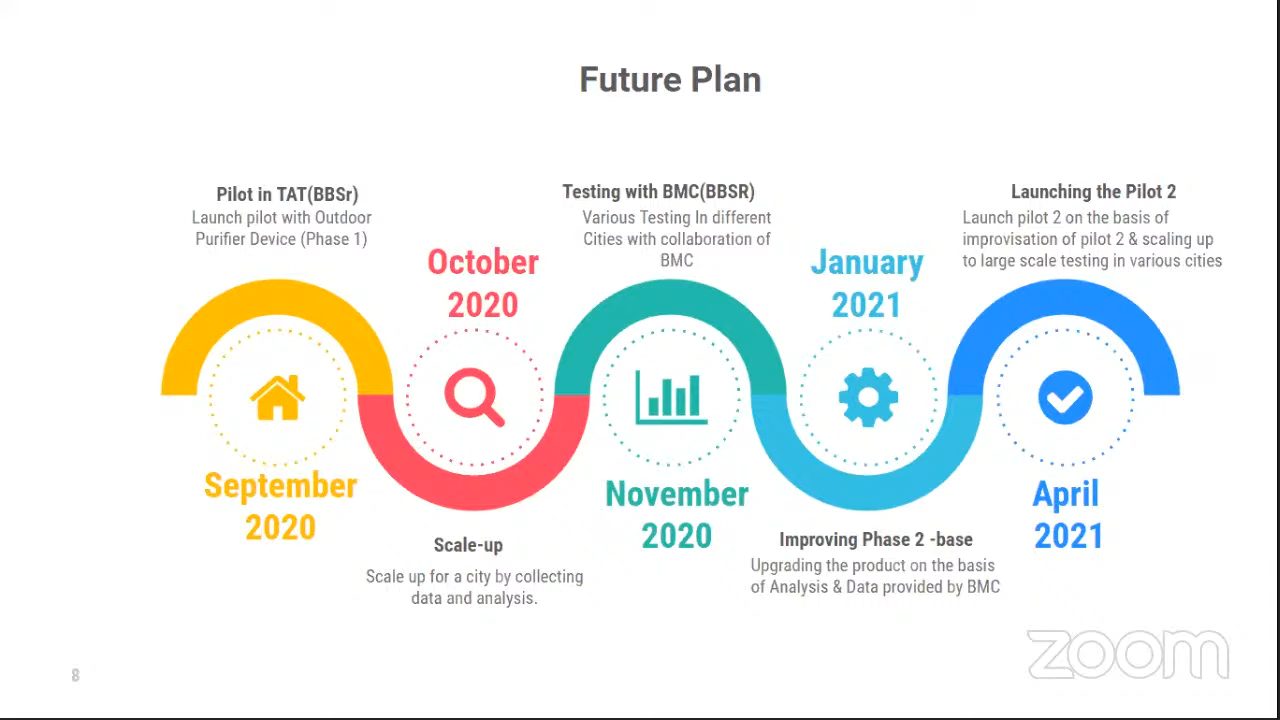 Future Plan
Pilot in TAT(BBSr)
Launch pilot with Outdoor
Purifier Device (Phase 1)
September
2020
October
2020
Scale-up
Scale up for a city by collecting
data and analysis.
Testing with BMC(BBSR)
Various Testing In different
Cities with collaboration of
BMC
November
2020
January
2021
Improving Phase 2 -base
Upgrading the product on the basis
of Analysis & Data provided by BMC
Launching the Pilot 2
Launch pilot 2 on the basis of
improvisation of pilot 2 & scaling up
to large scale testing in various cities
April
2021
8
zoom